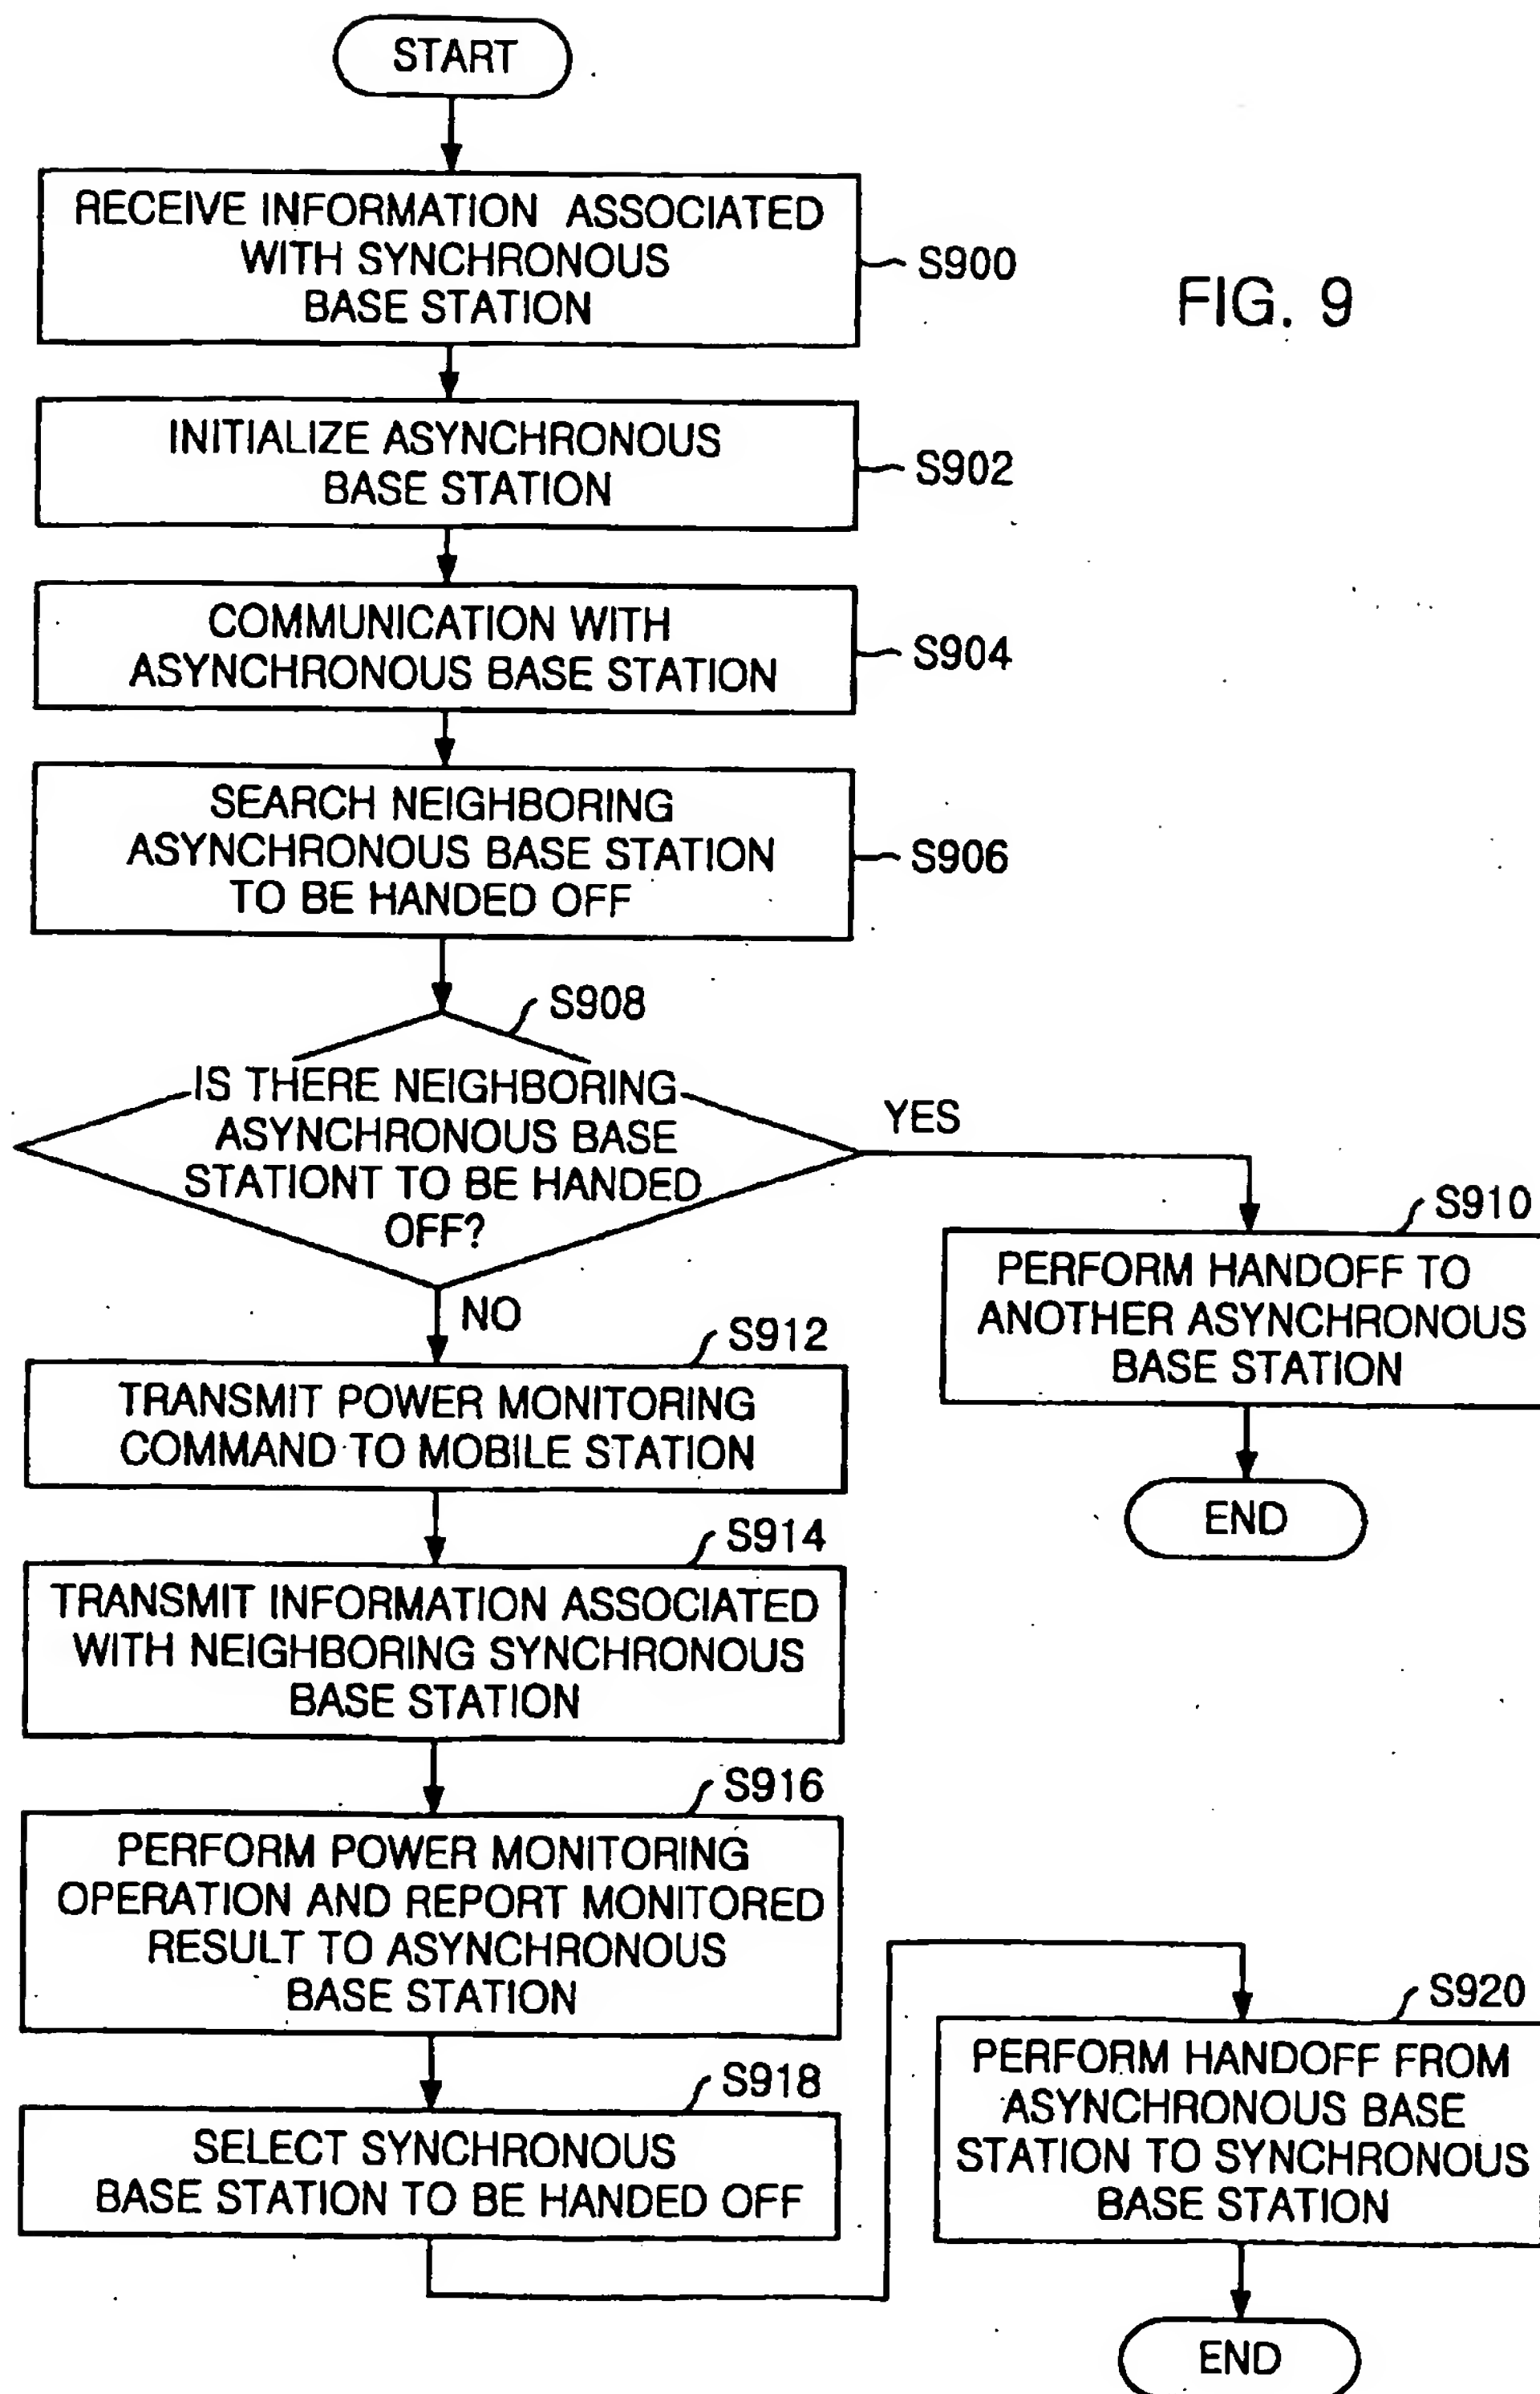 START
RECEIVE INFORMATION ASSOCIATED
WITH SYNCHRONOUS
BASE STATION
S900
FIG. 9
INITIALIZE ASYNCHRONOUS
BASE STATION
S902
COMMUNICATION WITH
ASYNCHRONOUS BASE STATION
S904
SEARCH NEIGHBORING
ASYNCHRONOUS BASE STATION
TO BE HANDED OFF
S906
S908
IS THERE NEIGHBORING
ASYNCHRONOUS BASE
STATIONT TO BE HANDED
OFF?
YES
S910
PERFORM HANDOFF TO
ANOTHER ASYNCHRONOUS
BASE STATION
END
NO
S912
TRANSMIT POWER MONITORING
COMMAND TO MOBILE STATION
S914
TRANSMIT INFORMATION ASSOCIATED
WITH NEIGHBORING SYNCHRONOUS
BASE STATION
S916
PERFORM POWER MONITORING
OPERATION AND REPORT MONITORED
RESULT TO ASYNCHRONOUS
BASE STATION
S918
SELECT SYNCHRONOUS
BASE STATION TO BE HANDED OFF
S920
PERFORM HANDOFF FROM
ASYNCHRONOUS BASE
STATION TO SYNCHRONOUS
BASE STATION
END